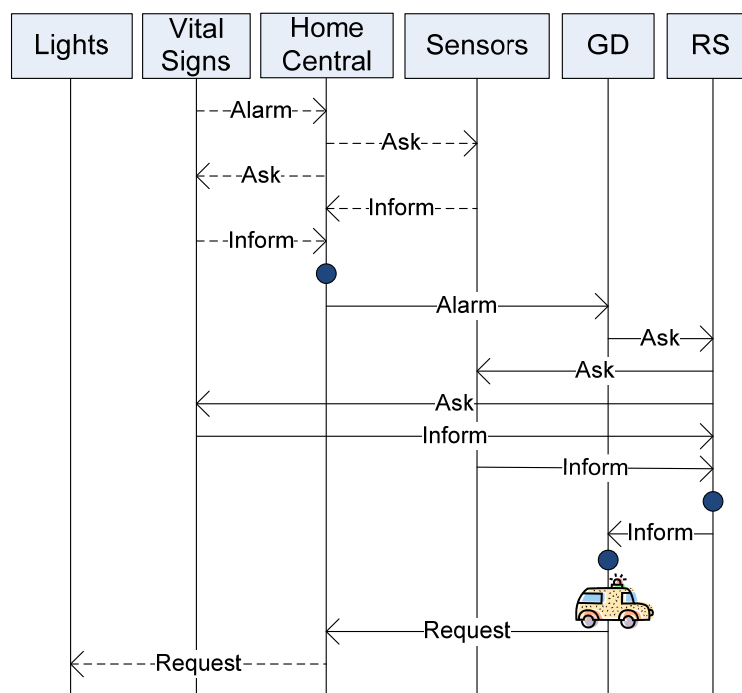 Lights
Vital
Signs
Home
Central
Sensors
GD
RS
Alarm
Ask
Ask
Inform
Inform
Alarm
Ask
Ask
Ask
Inform
Inform
Inform
Request
Request